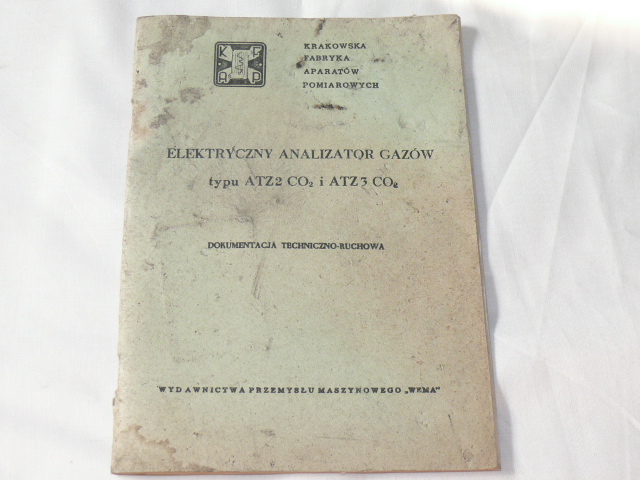 K F
A P
KRAKOWSKA
FABRYKA
APARATÓW
POMIAROWYCH
ELEKTRYCZNY ANALIZATOR GAZÓW
typu ATZ2 CO₂ i ATZ3 CO₂
DOKUMENTACJA TECHNICZNO-RUCHOWA
WYDAWNICTWA PRZEMYSŁU MASZYNOWEGO „WEMA"